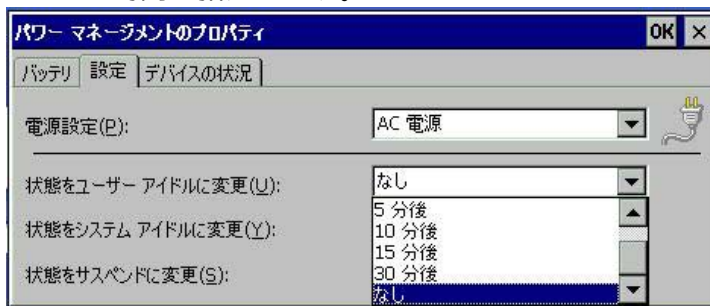 パワー マネージメントのプロパティ OK ×
バッテリ 設定 デバイスの状況
電源設定(P): AC 電源
状態をユーザー アイドルに変更(U): なし
5 分後
状態をシステム アイドルに変更(Y): 10 分後
15 分後
状態をサスペンドに変更(S): 30 分後
なし